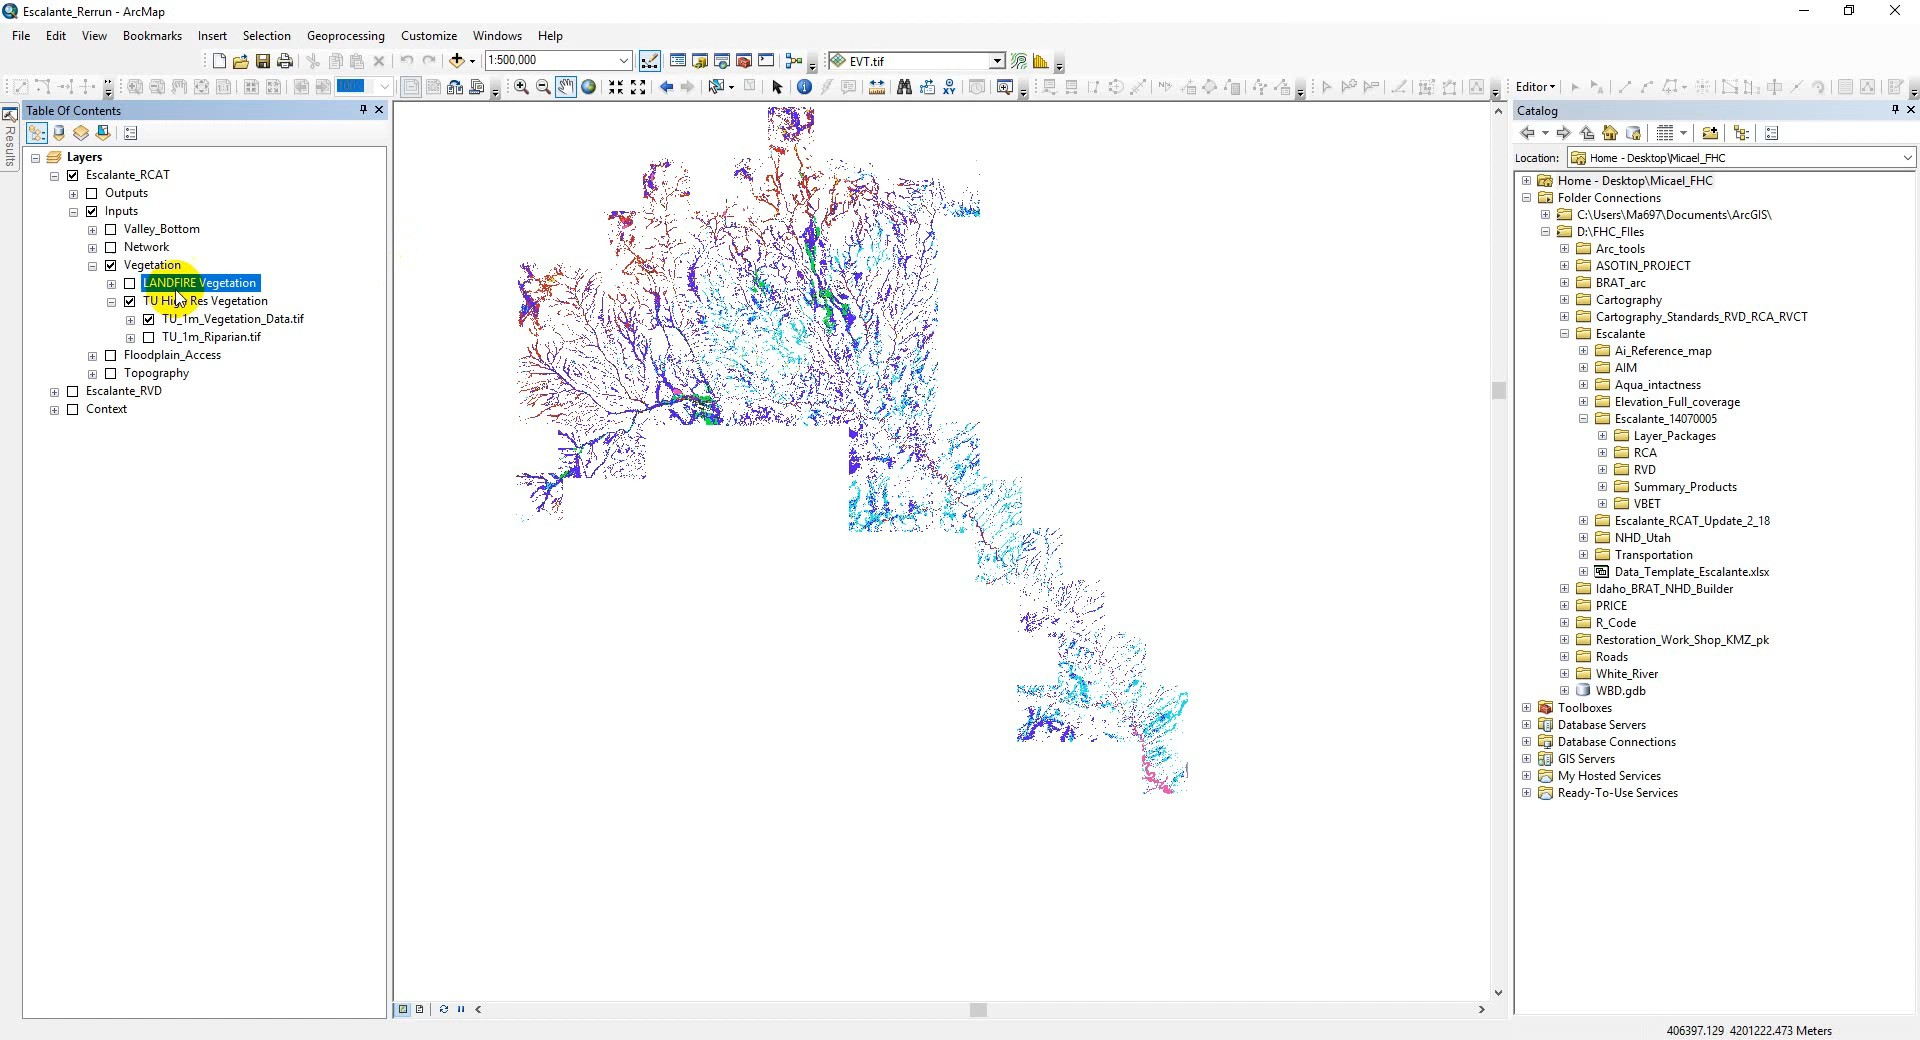 Escalante_Rerun - ArcMap
File Edit View Bookmarks Insert Selection Geoprocessing Customize Windows Help
1:500,000
EVT.tif
Editor
Results
Table Of Contents
Layers
Escalante_RCAT
Outputs
Inputs
Valley_Bottom
Network
Vegetation
LANDFIRE Vegetation
TU High Res Vegetation
TU_1m_Vegetation_Data.tif
TU_1m_Riparian.tif
Floodplain_Access
Topography
Escalante_RVD
Context
Catalog
Location: Home - Desktop\Micael_FHC
Home - Desktop\Micael_FHC
Folder Connections
C:\Users\Ma697\Documents\ArcGIS\
D:\FHC_FIles
Arc_tools
ASOTIN_PROJECT
BRAT_arc
Cartography
Cartography_Standards_RVD_RCA_RVCT
Escalante
Ai_Reference_map
AIM
Aqua_intactness
Elevation_Full_coverage
Escalante_14070005
Layer_Packages
RCA
RVD
Summary_Products
VBET
Escalante_RCAT_Update_2_18
NHD_Utah
Transportation
Data_Template_Escalante.xlsx
Idaho_BRAT_NHD_Builder
PRICE
R_Code
Restoration_Work_Shop_KMZ_pk
Roads
White_River
WBD.gdb
Toolboxes
Database Servers
Database Connections
GIS Servers
My Hosted Services
Ready-To-Use Services
406397.129 4201222.473 Meters